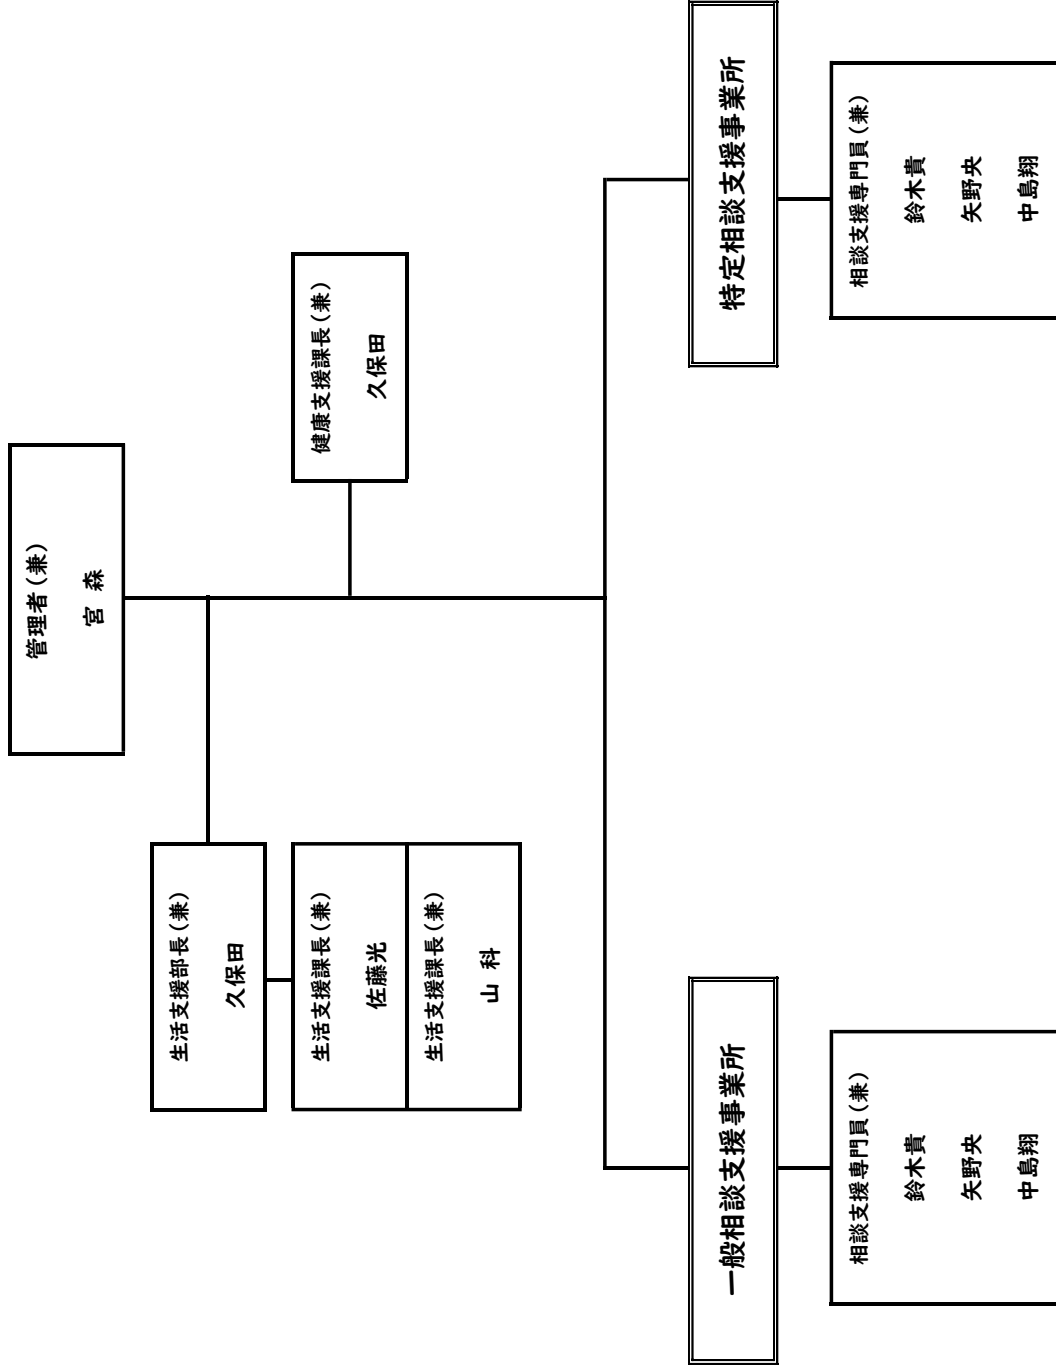 管理者（兼）
宮 森
生活支援部長（兼）
久保田
生活支援課長（兼）
佐藤光
生活支援課長（兼）
山 科
健康支援課長（兼）
久保田
一般相談支援事業所
相談支援専門員（兼）
鈴木貴
矢野央
中島翔
特定相談支援事業所
相談支援専門員（兼）
鈴木貴
矢野央
中島翔